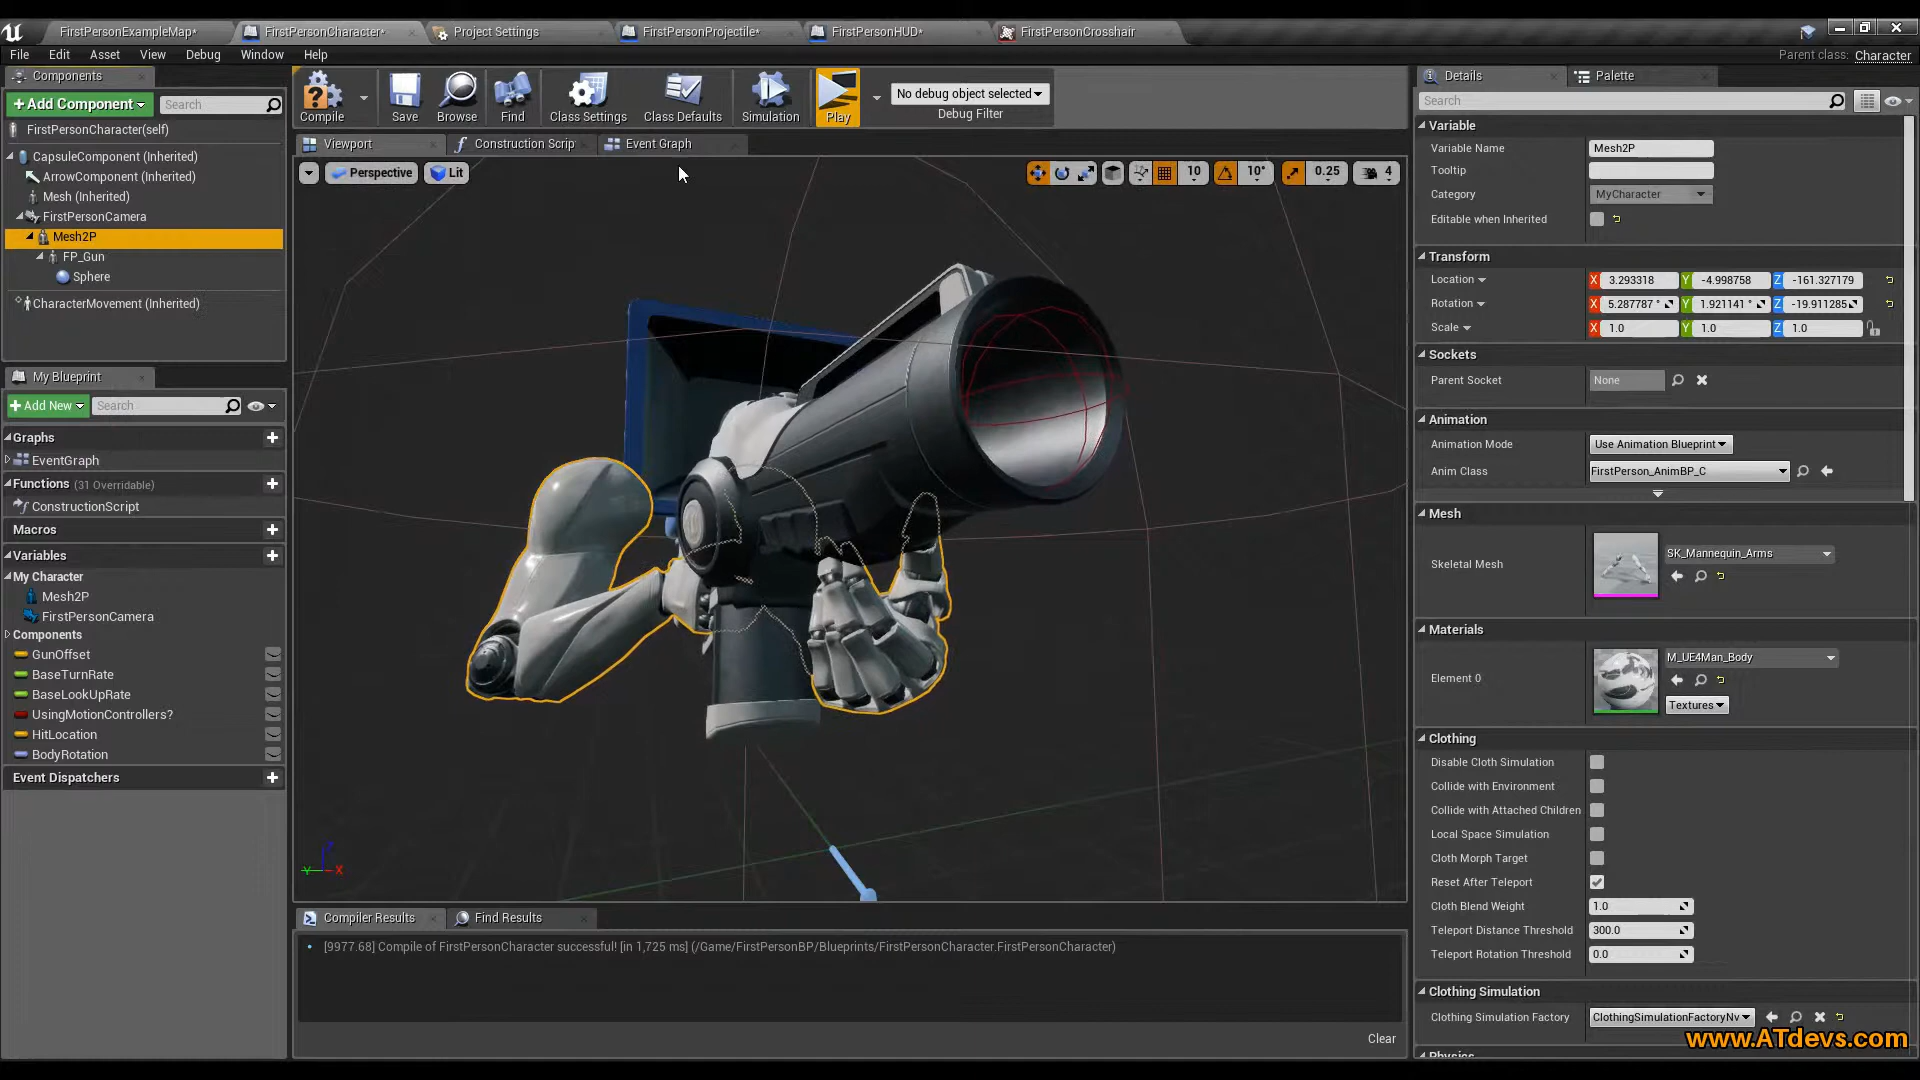 FirstPersonExampleMap*
FirstPersonCharacter*
Project Settings
FirstPersonProjectile*
FirstPersonHUD*
FirstPersonCrosshair
File Edit Asset View Debug Window Help
Parent class: Character
Components
+Add Component
Search
FirstPersonCharacter(self)
CapsuleComponent (Inherited)
ArrowComponent (Inherited)
Mesh (Inherited)
FirstPersonCamera
Mesh2P
FP_Gun
Sphere
CharacterMovement (Inherited)
My Blueprint
+Add New
Search
Graphs
EventGraph
Functions (31 Overridable)
ConstructionScript
Macros
Variables
My Character
Mesh2P
FirstPersonCamera
Components
GunOffset
BaseTurnRate
BaseLookUpRate
UsingMotionControllers?
HitLocation
BodyRotation
Event Dispatchers
Compile
Save
Browse
Find
Class Settings
Class Defaults
Simulation
Play
No debug object selected
Debug Filter
Viewport
Construction Scrip
Event Graph
Perspective
Lit
10
10°
0.25
4
Compiler Results
Find Results
[9977.68] Compile of FirstPersonCharacter successful! [in 1,725 ms] (/Game/FirstPersonBP/Blueprints/FirstPersonCharacter.FirstPersonCharacter)
Clear
Details
Palette
Search
Variable
Variable Name Mesh2P
Tooltip
Category MyCharacter
Editable when Inherited
Transform
Location X 3.293318 Y -4.998758 Z -161.327179
Rotation X 5.287787 ° Y 1.921141 ° Z -19.911285
Scale X 1.0 Y 1.0 Z 1.0
Sockets
Parent Socket None
Animation
Animation Mode Use Animation Blueprint
Anim Class FirstPerson_AnimBP_C
Mesh
Skeletal Mesh SK_Mannequin_Arms
Materials
Element 0 M_UE4Man_Body
Textures
Clothing
Disable Cloth Simulation
Collide with Environment
Collide with Attached Children
Local Space Simulation
Cloth Morph Target
Reset After Teleport
Cloth Blend Weight 1.0
Teleport Distance Threshold 300.0
Teleport Rotation Threshold 0.0
Clothing Simulation
Clothing Simulation Factory ClothingSimulationFactoryNv
www.ATdevs.com
Physics